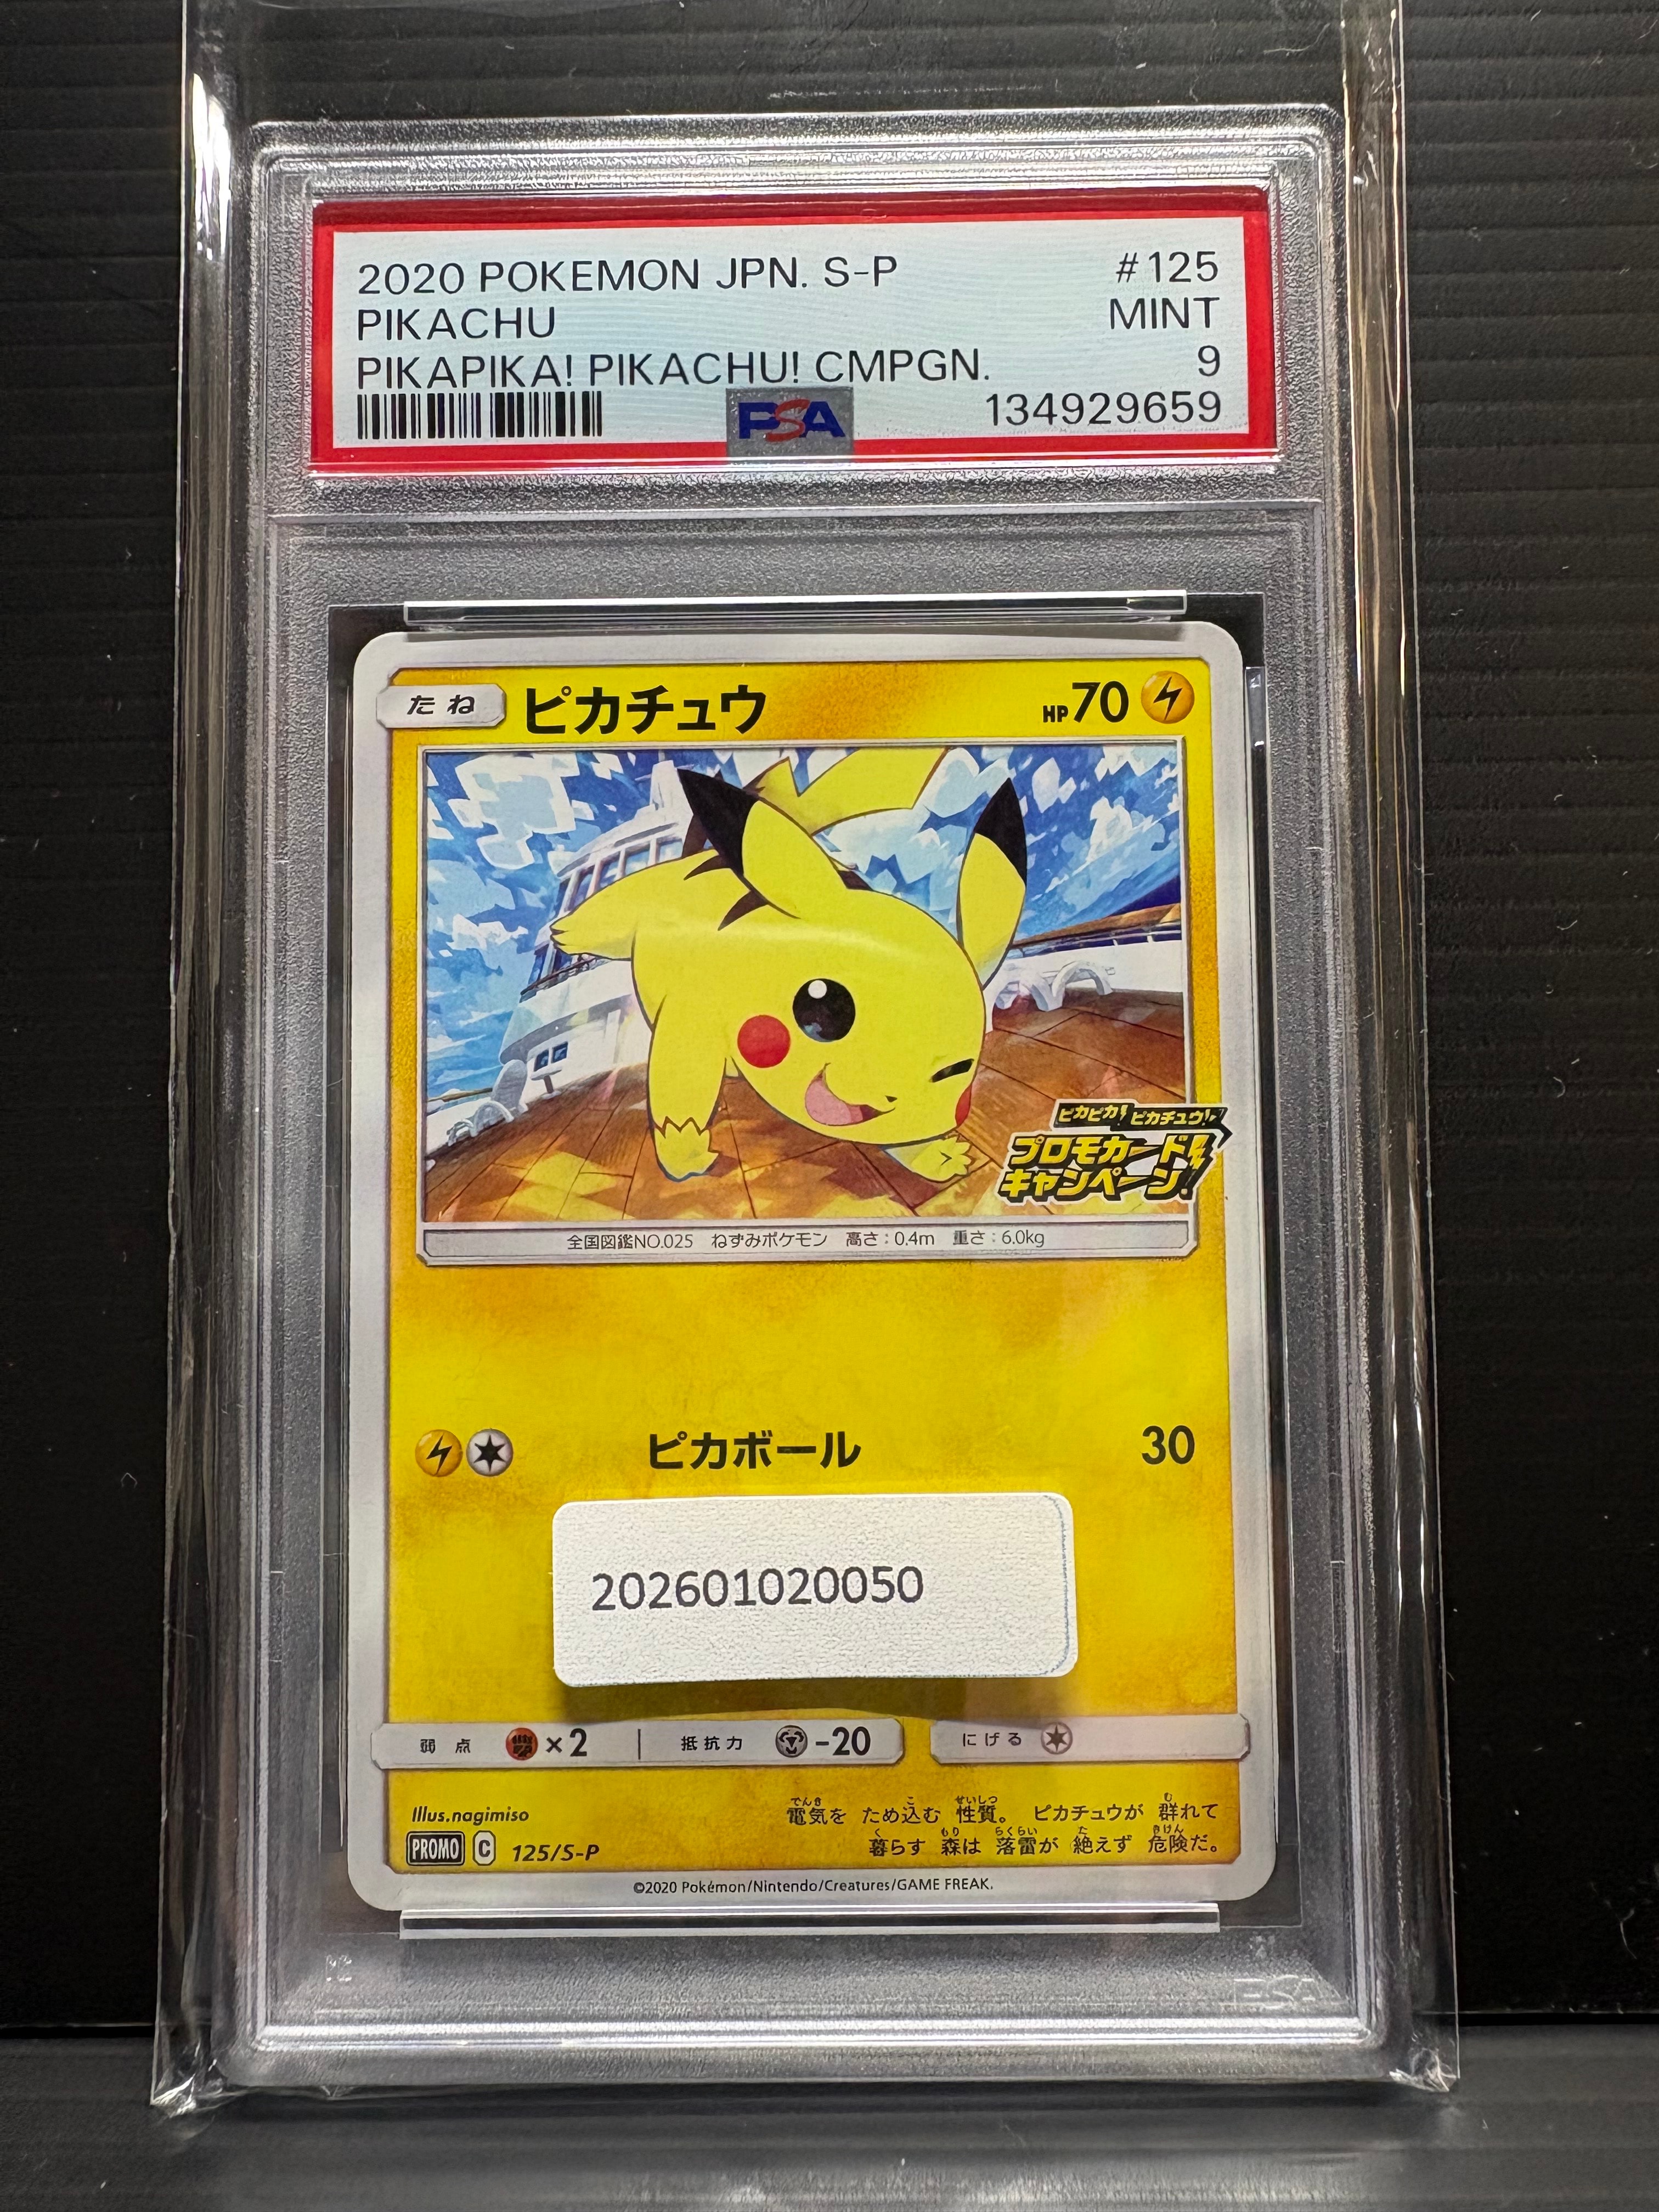 2020 POKEMON JPN. S-P #125
PIKACHU MINT
PIKAPIKA! PIKACHU! CMPGN. 9
PSA 134929659
たね ピカチュウ HP70
ピカピカ! ピカチュウ!
プロモカード
キャンペーン!
全国図鑑NO.025 ねずみポケモン 高さ:0.4m 重さ:6.0kg
ピカボール 30
202601020050
弱点 ×2 抵抗力 -20 にげる
Illus.nagimiso
電気を ため込む 性質。 ピカチュウが 群れて
暮らす 森は 落雷が 絶えず 危険だ。
PROMO C 125/S-P
©2020 Pokémon/Nintendo/Creatures/GAME FREAK.
PSA